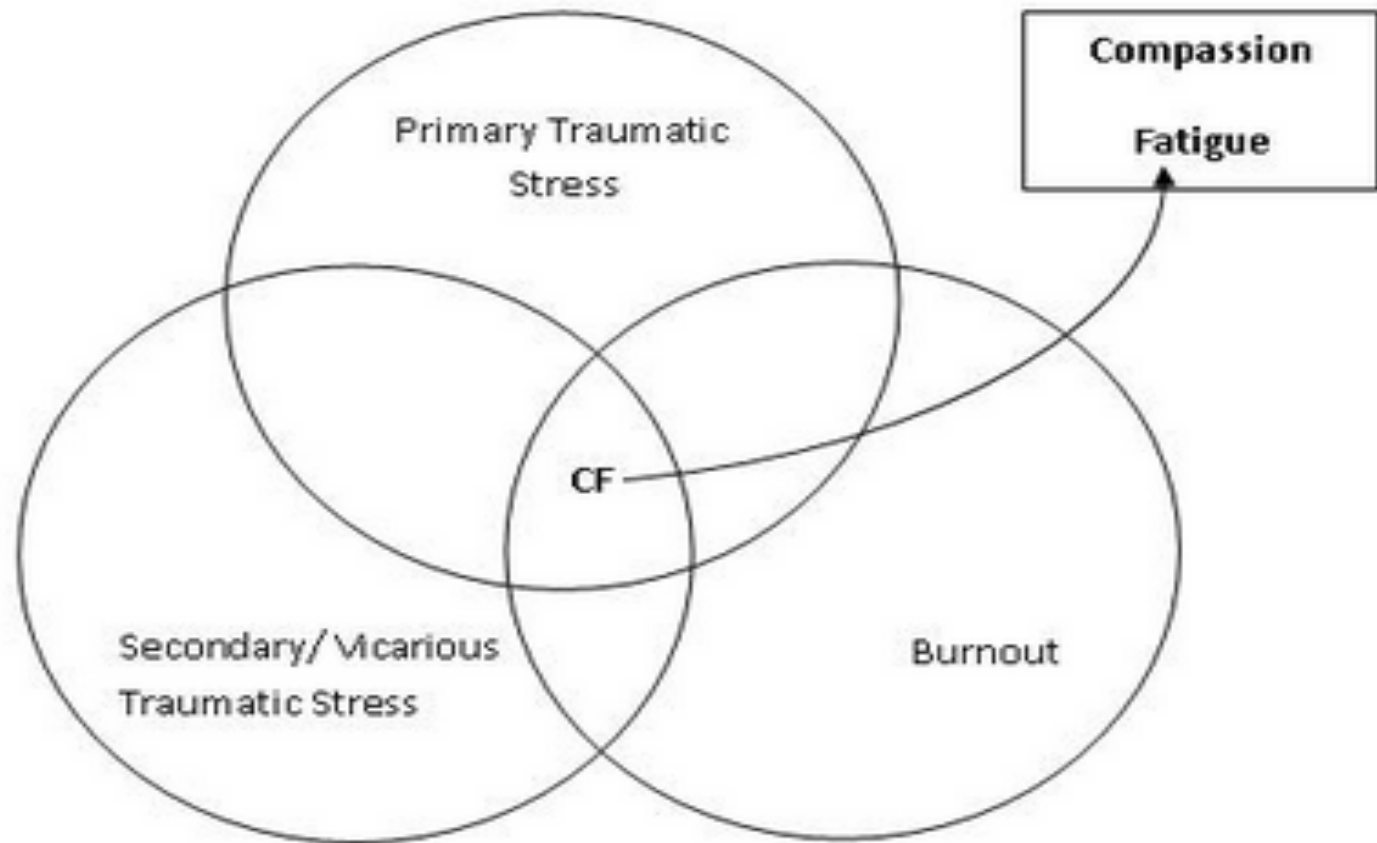 Compassion
Fatigue
Primary Traumatic
Stress
CF
Secondary/ Vicarious
Traumatic Stress
Burnout